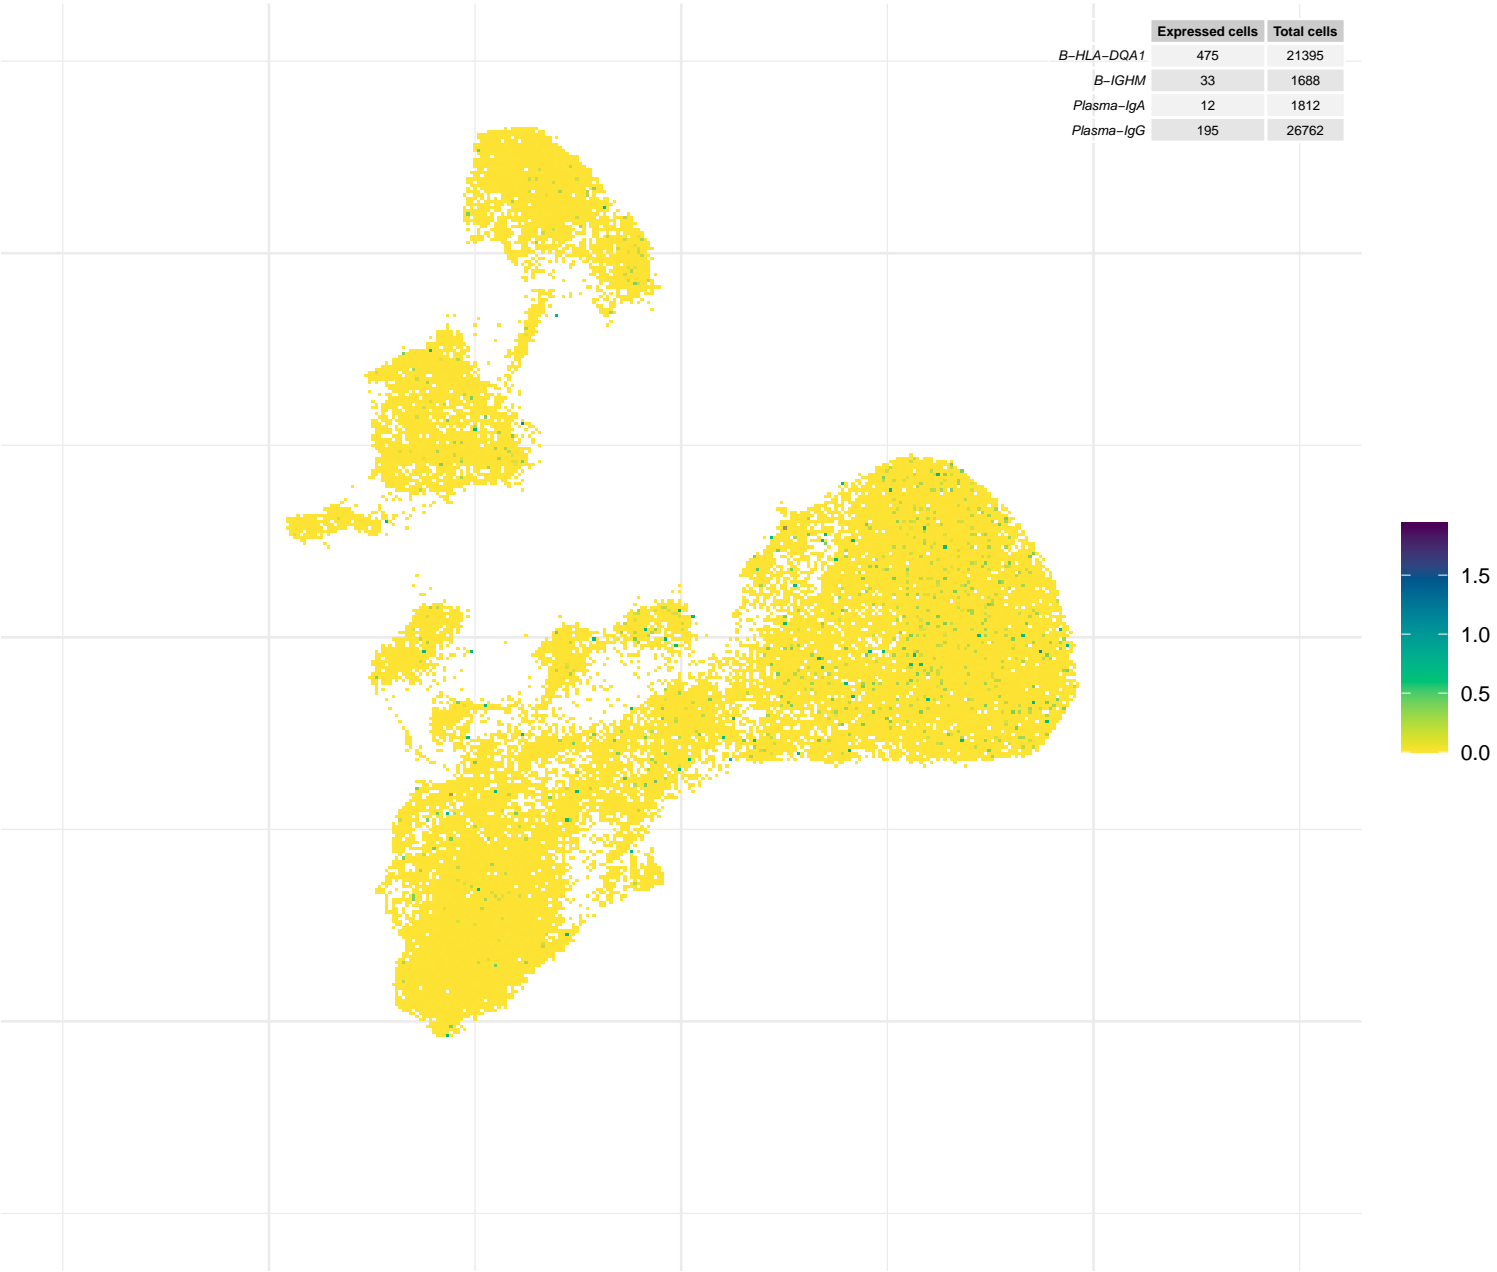 Expressed cells Total cells
B−HLA−DQA1 475 21395
B−IGHM 33 1688
Plasma−IgA 12 1812
Plasma−IgG 195 26762
1.5
1.0
0.5
0.0